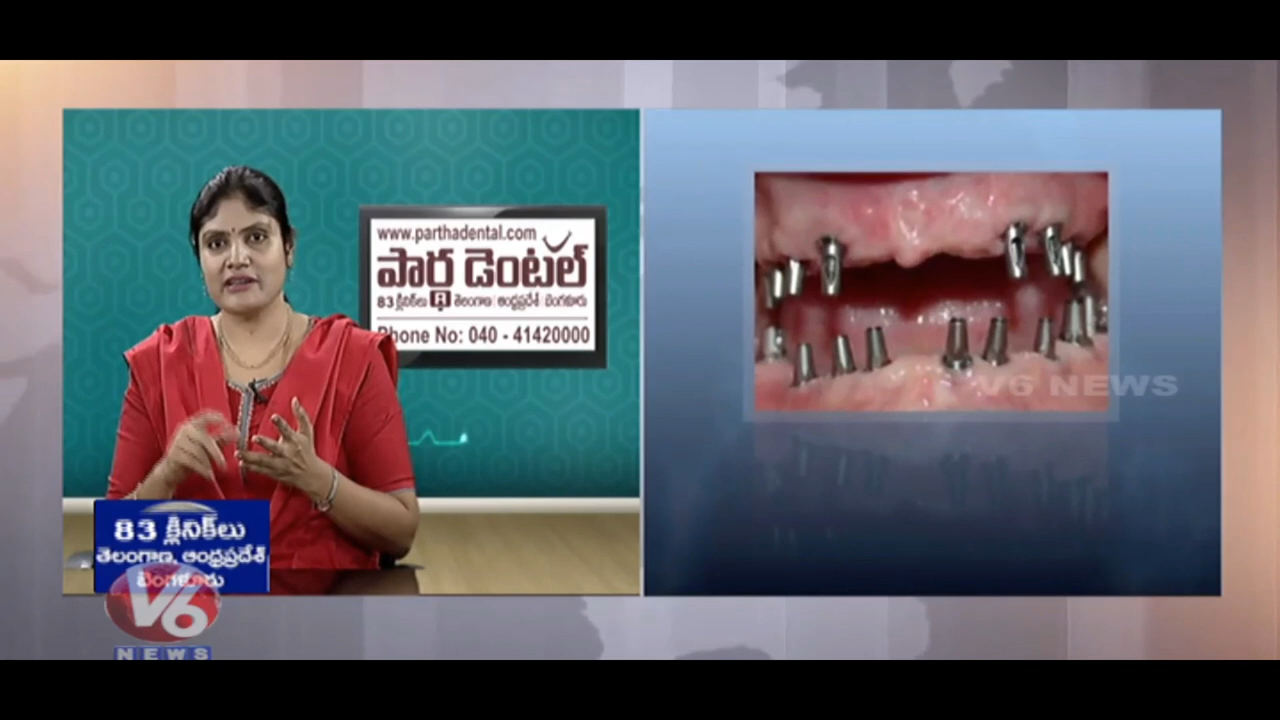 www.parthadental.com
పార్థ డెంటల్
83 క్లినిక్‌లు తెలంగాణ | ఆంధ్రప్రదేశ్ | బెంగళూరు
Phone No: 040 - 41420000
V6 NEWS
83 క్లినిక్‌లు
తెలంగాణ, ఆంధ్రప్రదేశ్
బెంగళూరు
V6
NEWS